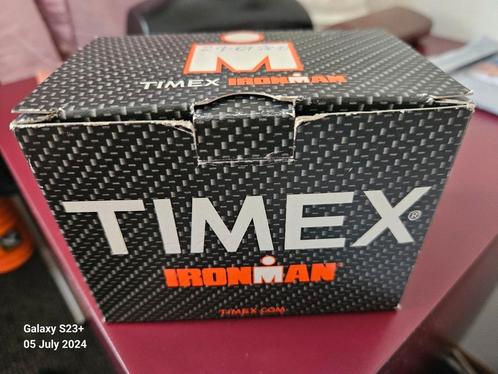 M
TIMEX IRONMAN
TIMEX®
IRONMAN
TIMEX.COM
Galaxy S23+
05 July 2024